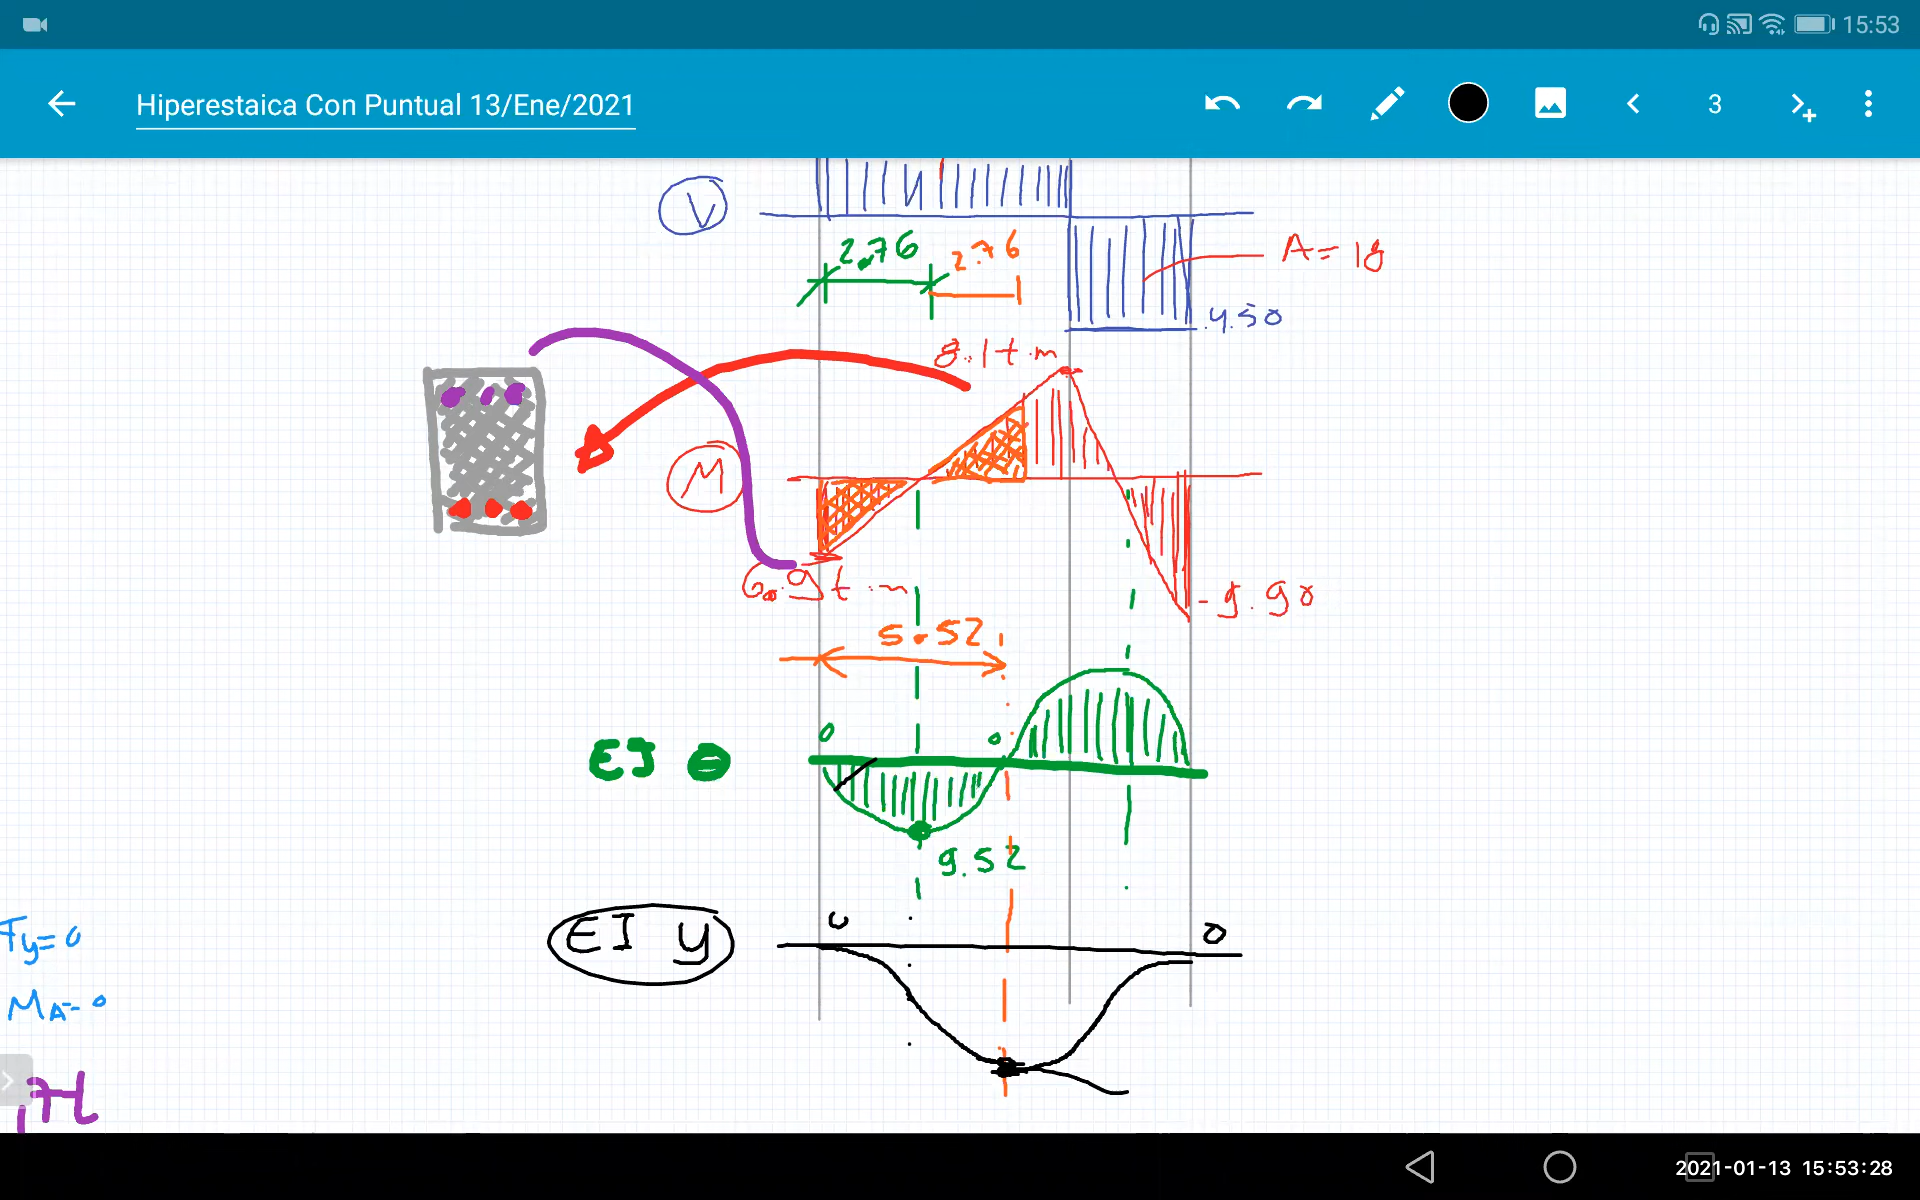 15:53
Hiperestaica Con Puntual 13/Ene/2021
3
V
2.76
2.76
A = 18
4.50
8.1 t.m
M
6.9 t.m
-9.90
5.52
0
0
EI θ
9.52
EI y
0
0
Fy=0
MA=0
2021-01-13 15:53:28